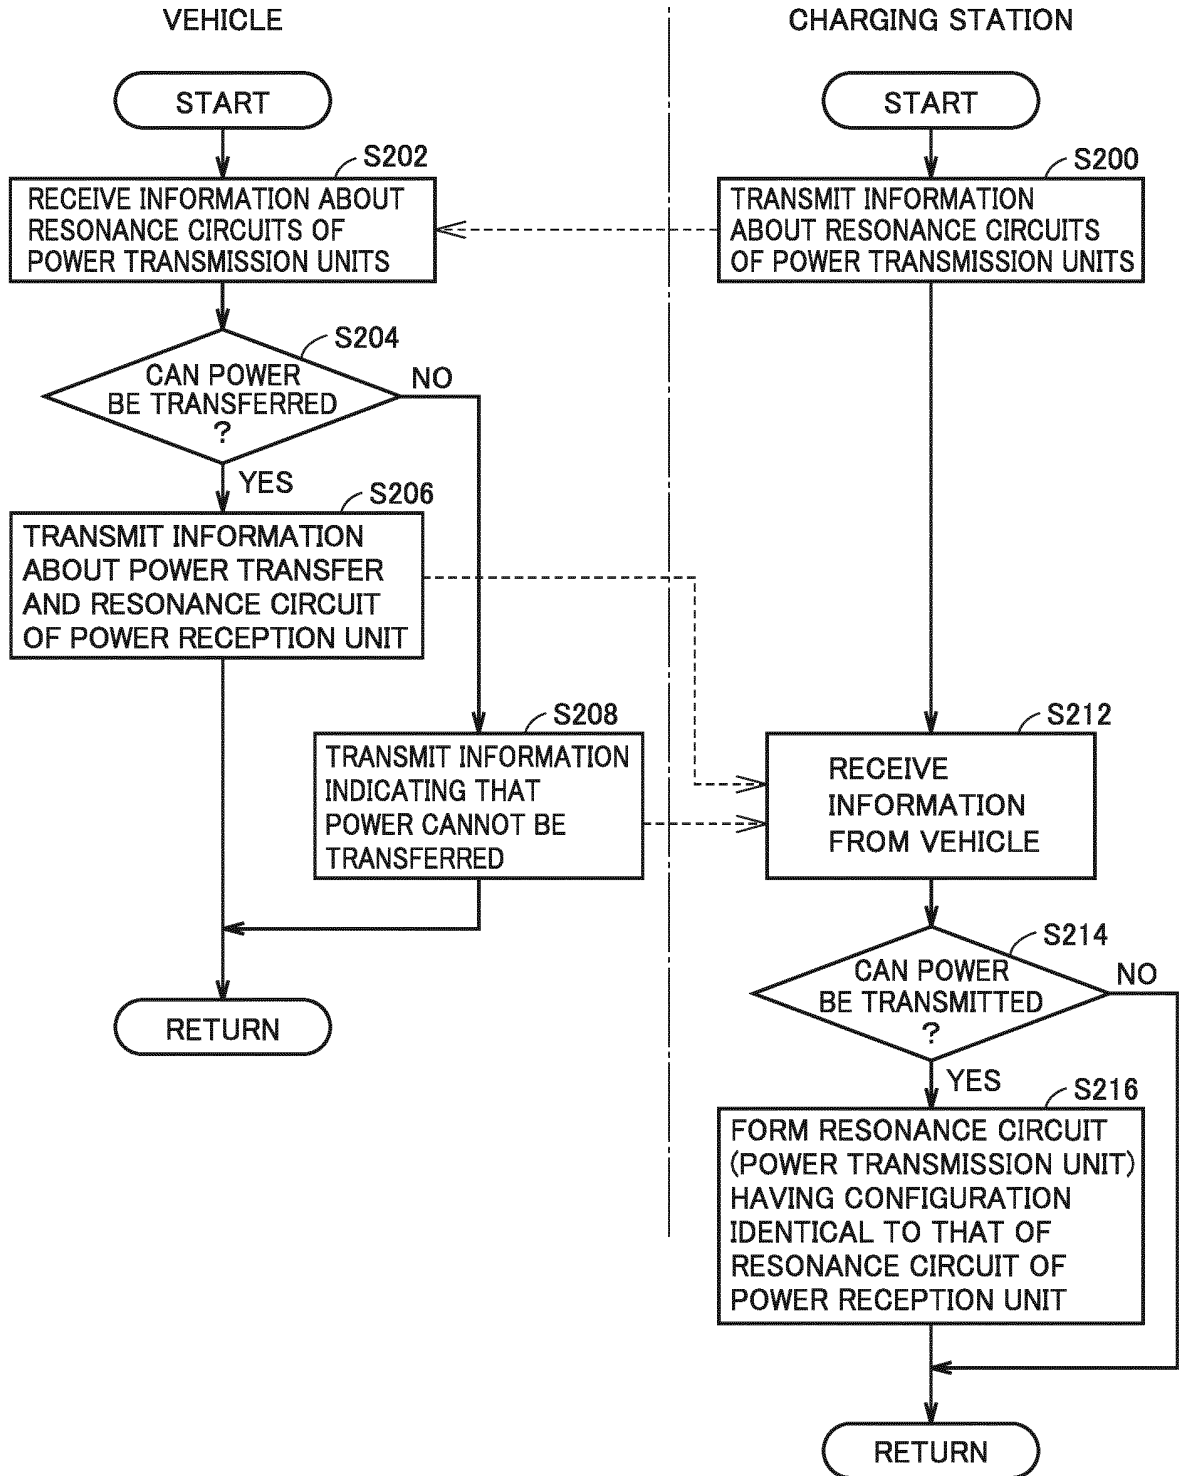 VEHICLE
CHARGING STATION
START
S202
RECEIVE INFORMATION ABOUT
RESONANCE CIRCUITS OF
POWER TRANSMISSION UNITS
S204
CAN POWER
BE TRANSFERRED
?
NO
YES
S206
TRANSMIT INFORMATION
ABOUT POWER TRANSFER
AND RESONANCE CIRCUIT
OF POWER RECEPTION UNIT
S208
TRANSMIT INFORMATION
INDICATING THAT
POWER CANNOT BE
TRANSFERRED
RETURN
START
S200
TRANSMIT INFORMATION
ABOUT RESONANCE CIRCUITS
OF POWER TRANSMISSION UNITS
S212
RECEIVE
INFORMATION
FROM VEHICLE
S214
CAN POWER
BE TRANSMITTED
?
NO
YES
S216
FORM RESONANCE CIRCUIT
(POWER TRANSMISSION UNIT)
HAVING CONFIGURATION
IDENTICAL TO THAT OF
RESONANCE CIRCUIT OF
POWER RECEPTION UNIT
RETURN